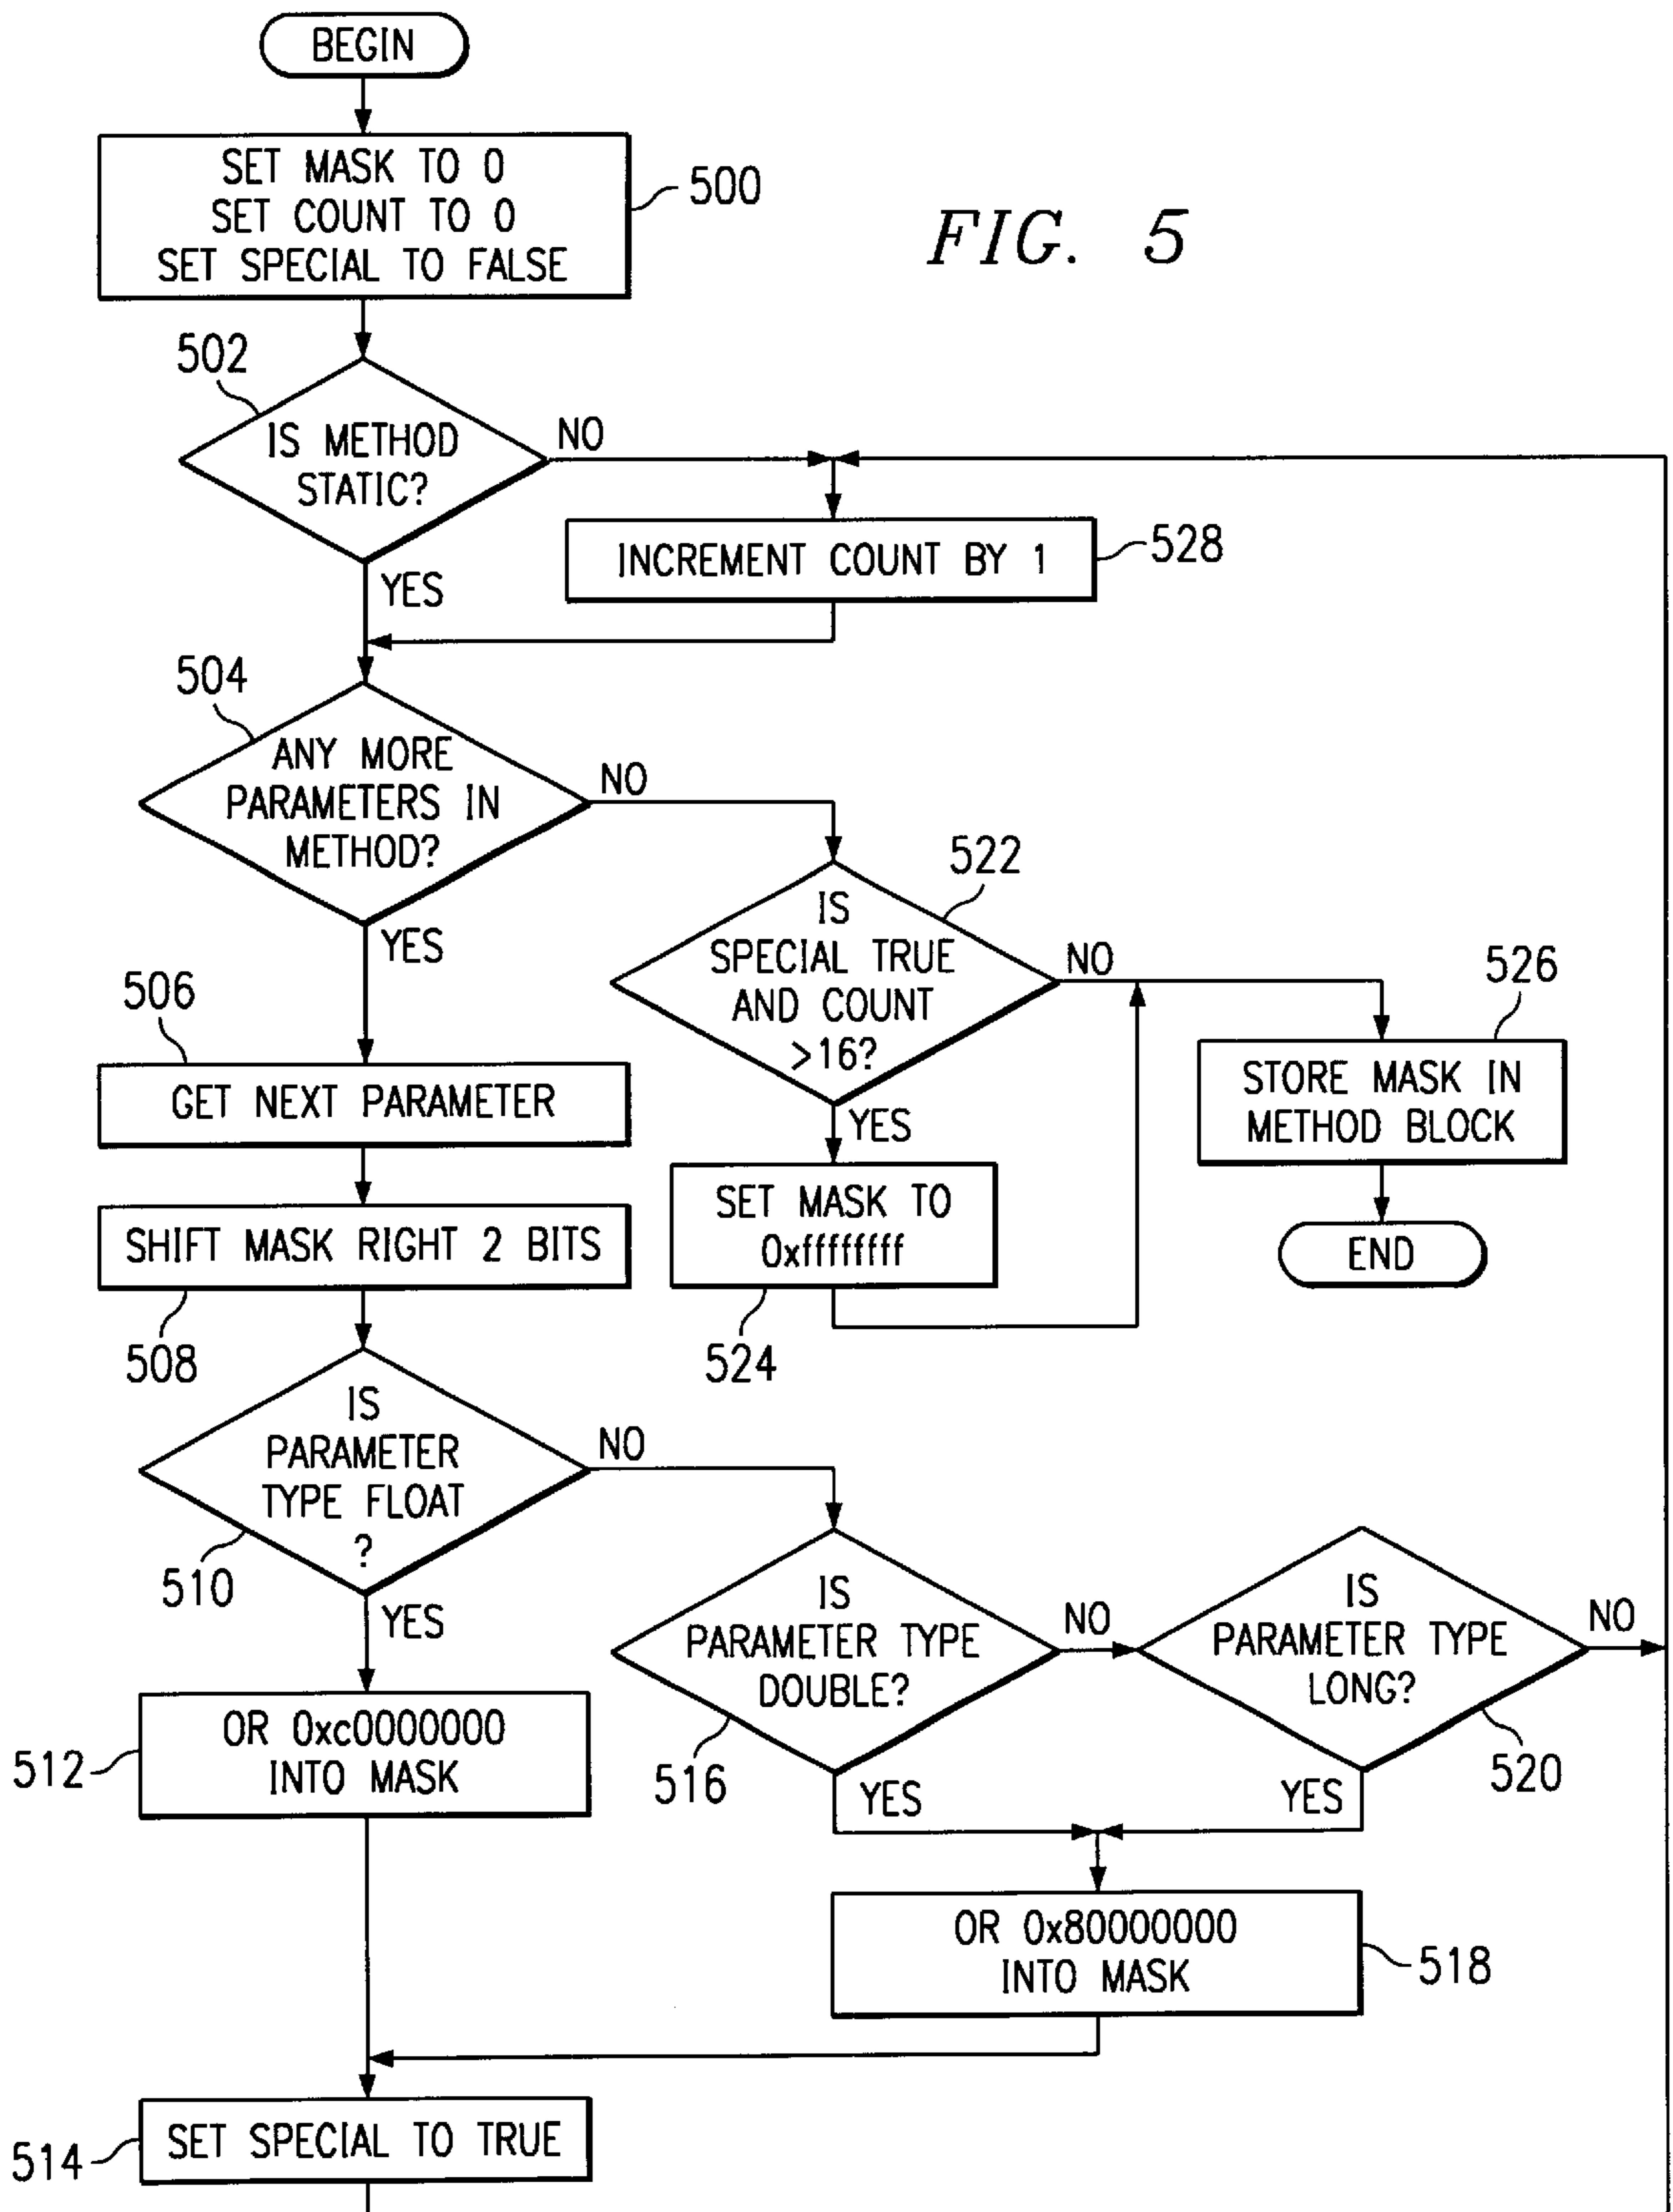 BEGIN
SET MASK TO 0
SET COUNT TO 0
SET SPECIAL TO FALSE
500
FIG. 5
502
IS METHOD
STATIC?
NO
YES
INCREMENT COUNT BY 1
528
504
ANY MORE
PARAMETERS IN
METHOD?
NO
YES
522
IS
SPECIAL TRUE
AND COUNT
>16?
NO
YES
526
STORE MASK IN
METHOD BLOCK
END
506
GET NEXT PARAMETER
SET MASK TO
0xffffffff
524
SHIFT MASK RIGHT 2 BITS
508
IS
PARAMETER
TYPE FLOAT
?
510
NO
YES
IS
PARAMETER TYPE
DOUBLE?
516
NO
YES
IS
PARAMETER TYPE
LONG?
520
NO
YES
OR 0xc0000000
INTO MASK
512
OR 0x80000000
INTO MASK
518
SET SPECIAL TO TRUE
514